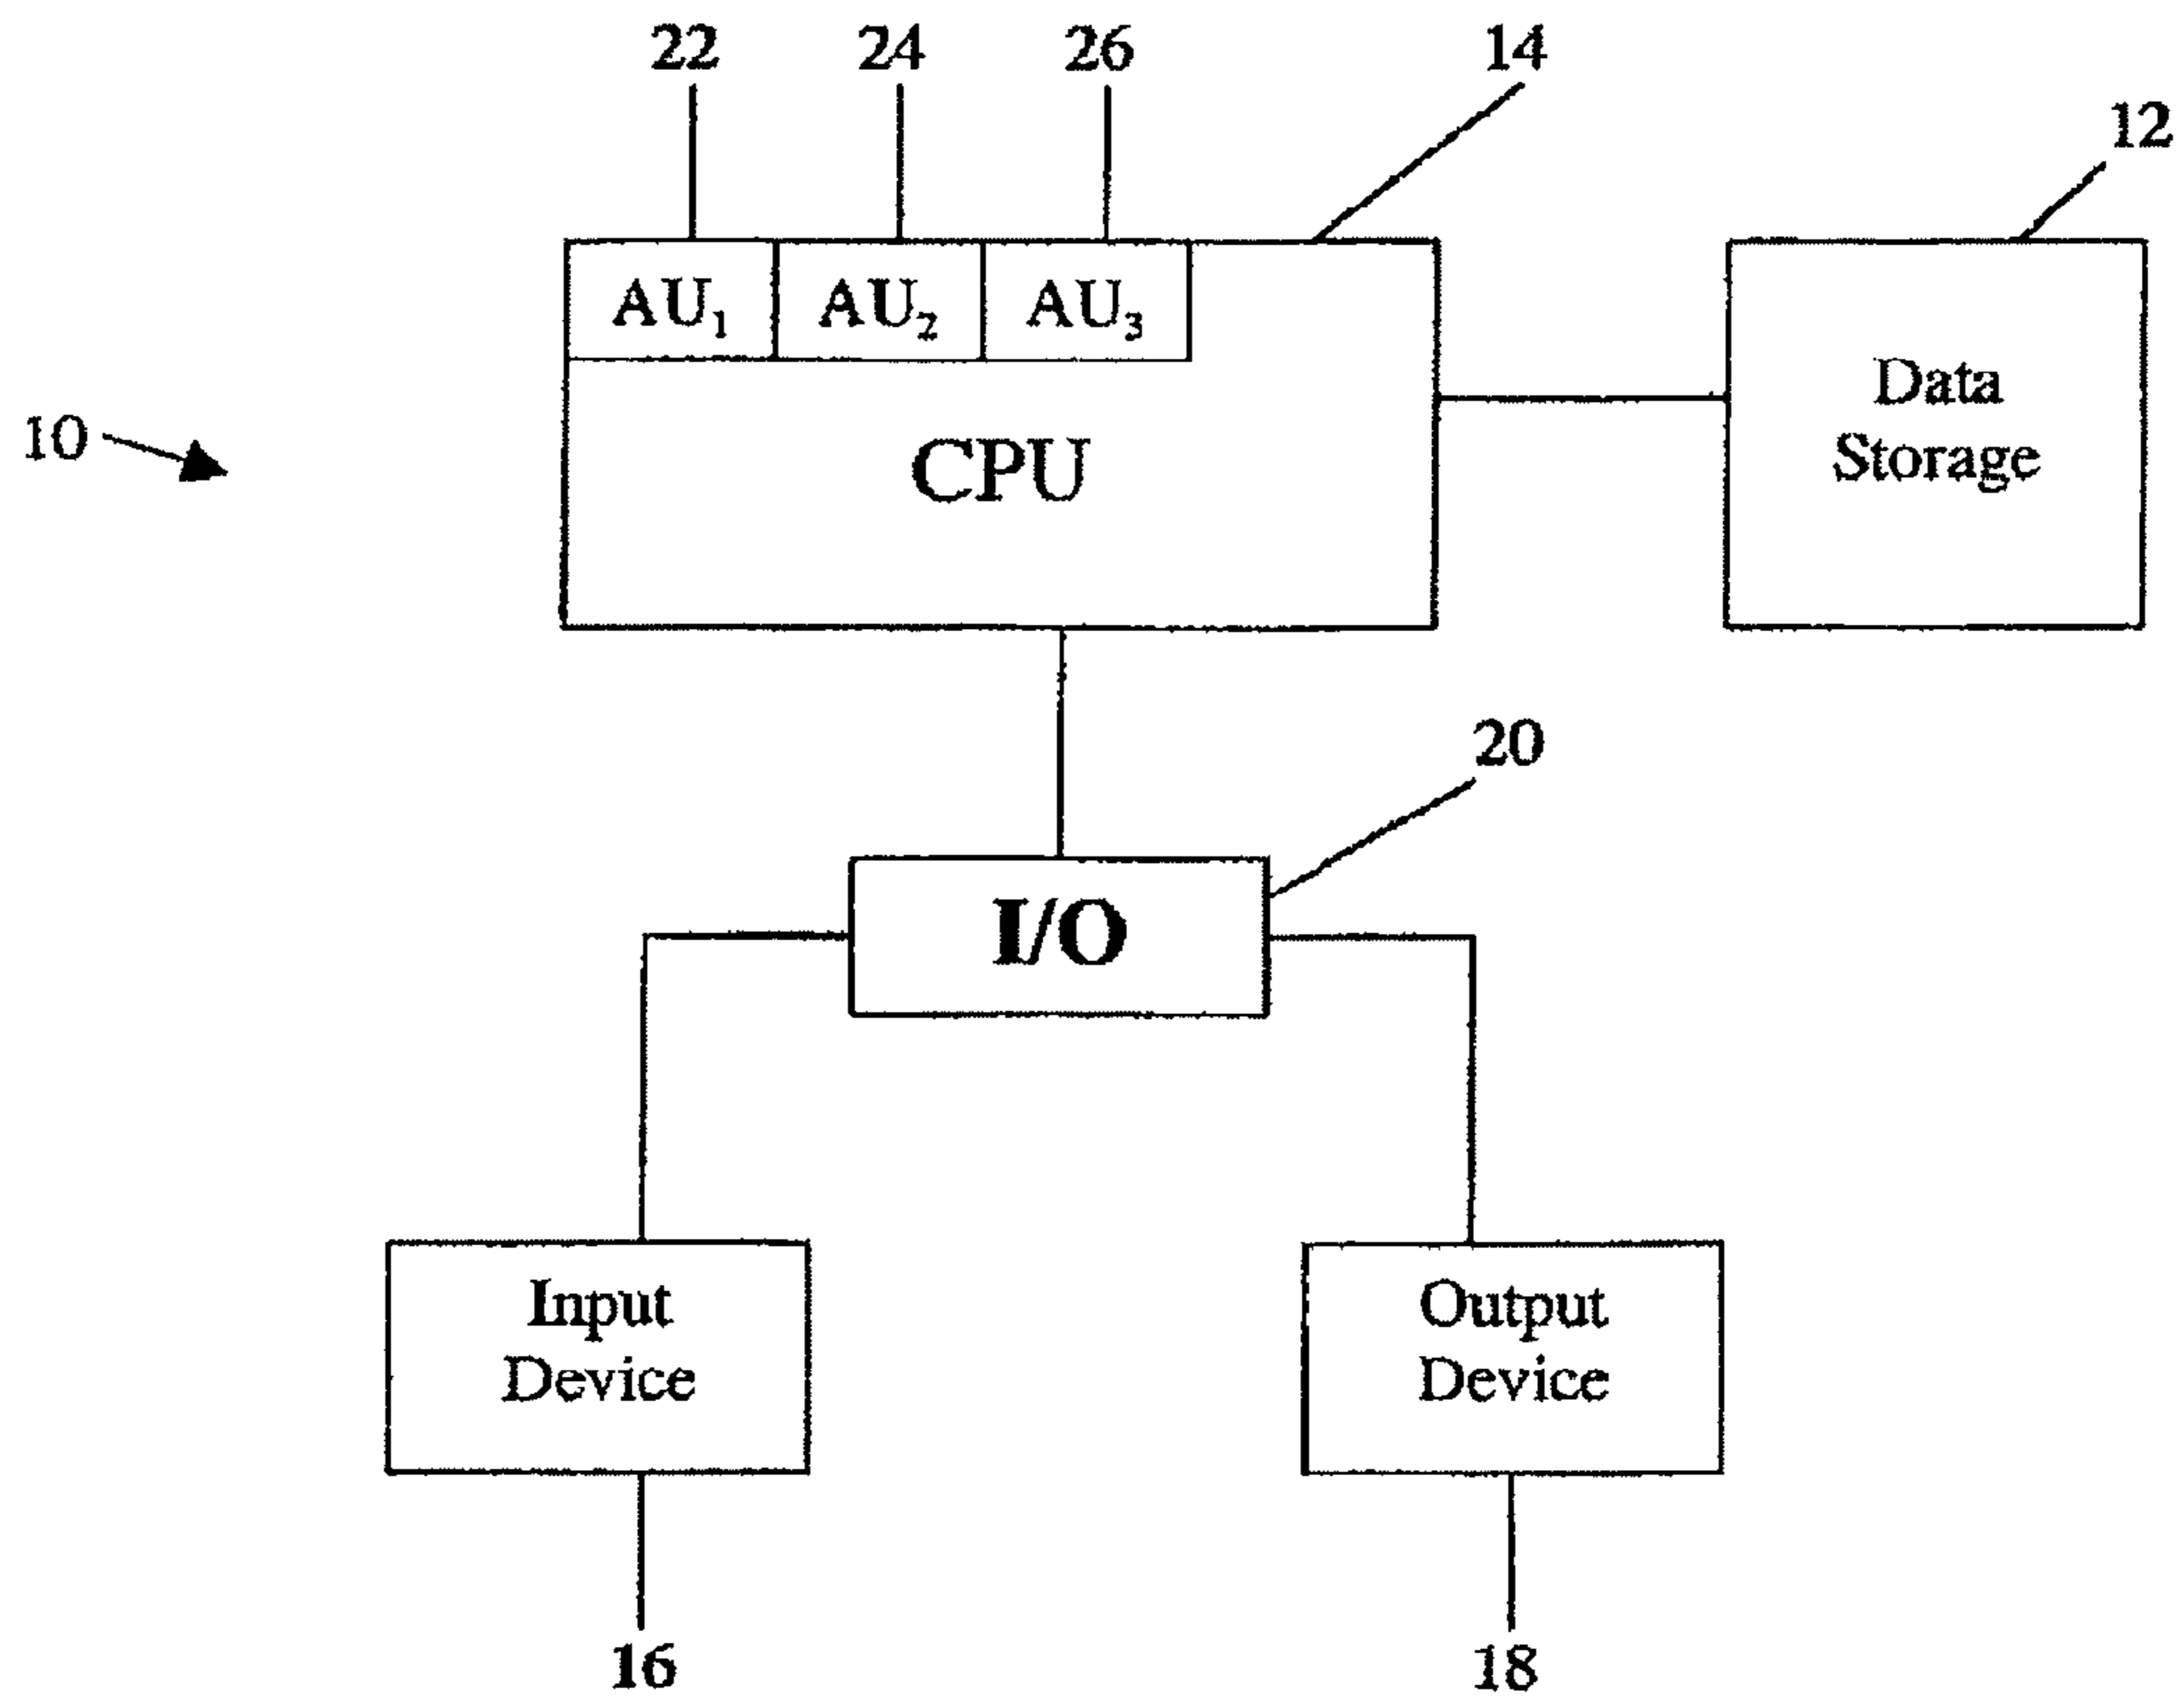 22 24 26 14
12
AU1 AU2 AU3
Data
Storage
10
CPU
20
I/O
Input
Device
Output
Device
16
18